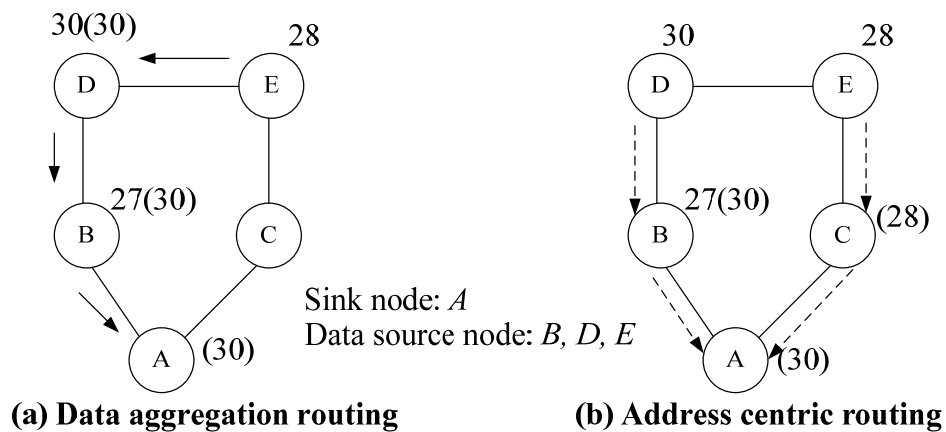 30(30)
28
D
E
27(30)
B
C
A
(30)
Sink node: A
Data source node: B, D, E
(a) Data aggregation routing
30
28
D
E
27(30)
B
C
(28)
A
(30)
(b) Address centric routing